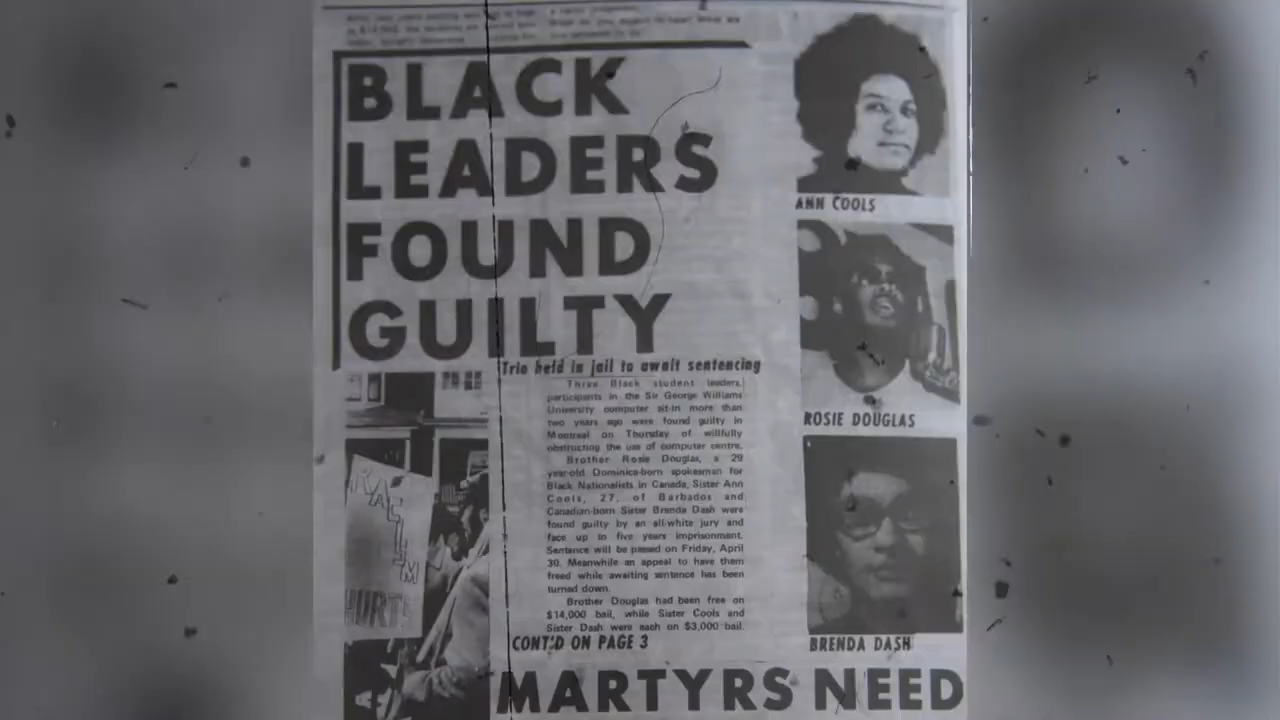 BLACK
LEADERS
FOUND
GUILTY
Trio held in jail to await sentencing
Three Black student leaders,
participants in the Sir George Williams
University computer sit-in more than
two years ago were found guilty in
Montreal on Thursday of willfully
obstructing the use of computer centre.
Brother Rosie Douglas, a 29
year-old Dominica-born spokesman for
Black Nationalists in Canada, Sister Ann
Cools, 27, of Barbados and
Canadian-born Sister Brenda Dash were
found guilty by an all-white jury and
face up to five years imprisonment.
Sentence will be passed on Friday, April
30. Meanwhile an appeal to have them
freed while awaiting sentence has been
turned down.
Brother Douglas had been free on
$14,000 bail, while Sister Cools and
Sister Dash were each on $3,000 bail.
CONT'D ON PAGE 3
RACISM
HURTS
ANN COOLS
ROSIE DOUGLAS
BRENDA DASH
MARTYRS NEED